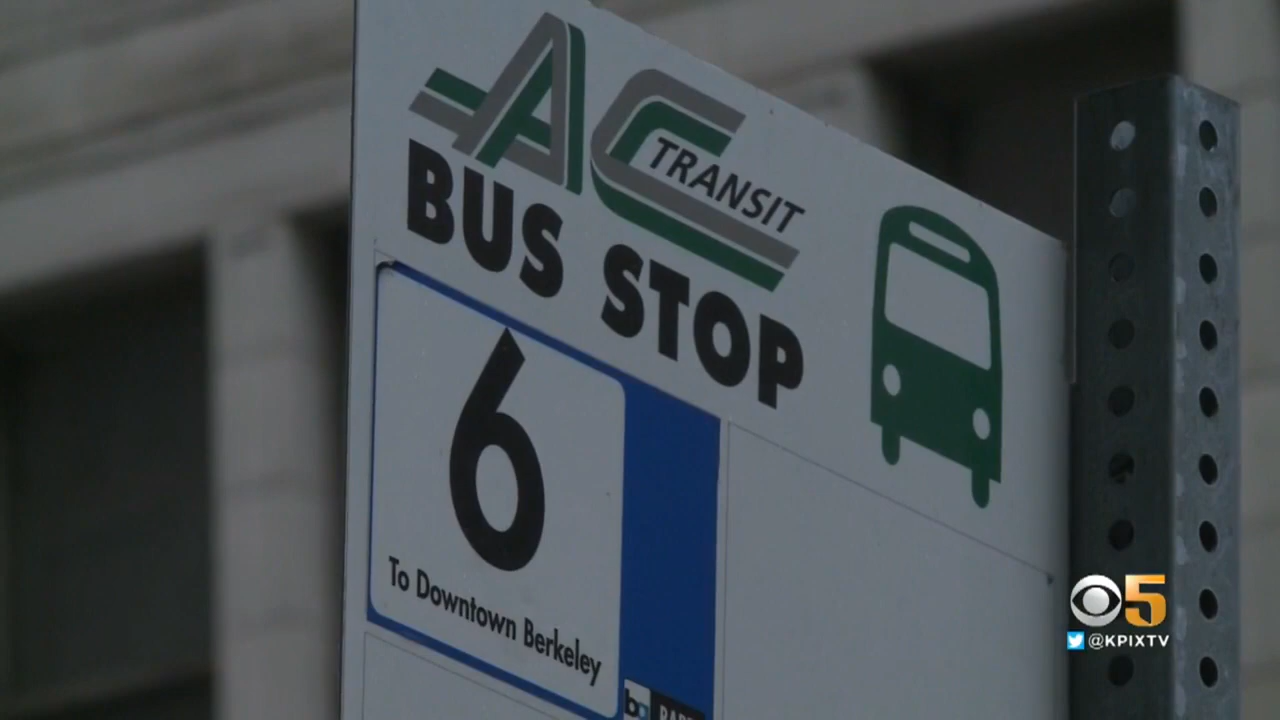 AC
TRANSIT
BUS STOP
6
To Downtown Berkeley
5
@KPIXTV